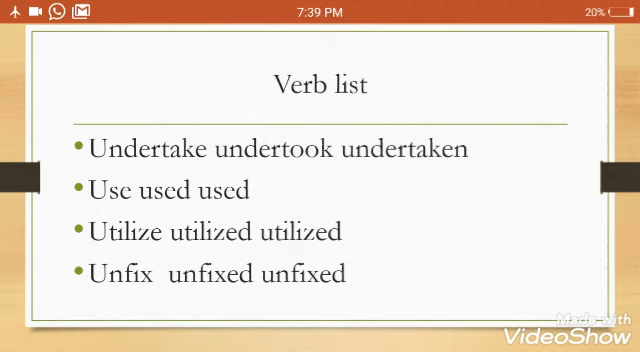 7:39 PM
20%
Verb list
• Undertake undertook undertaken
• Use used used
• Utilize utilized utilized
• Unfix  unfixed unfixed
Made with
VideoShow